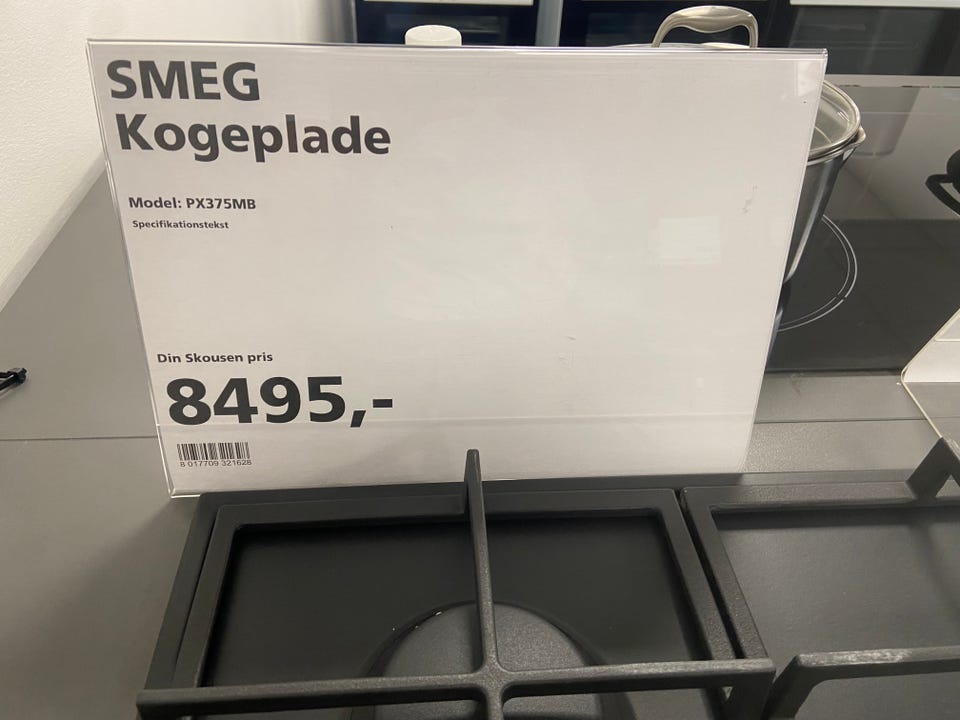 SMEG
Kogeplade
Model: PX375MB
Specifikationstekst
Din Skousen pris
8495,-
8 017709 321628